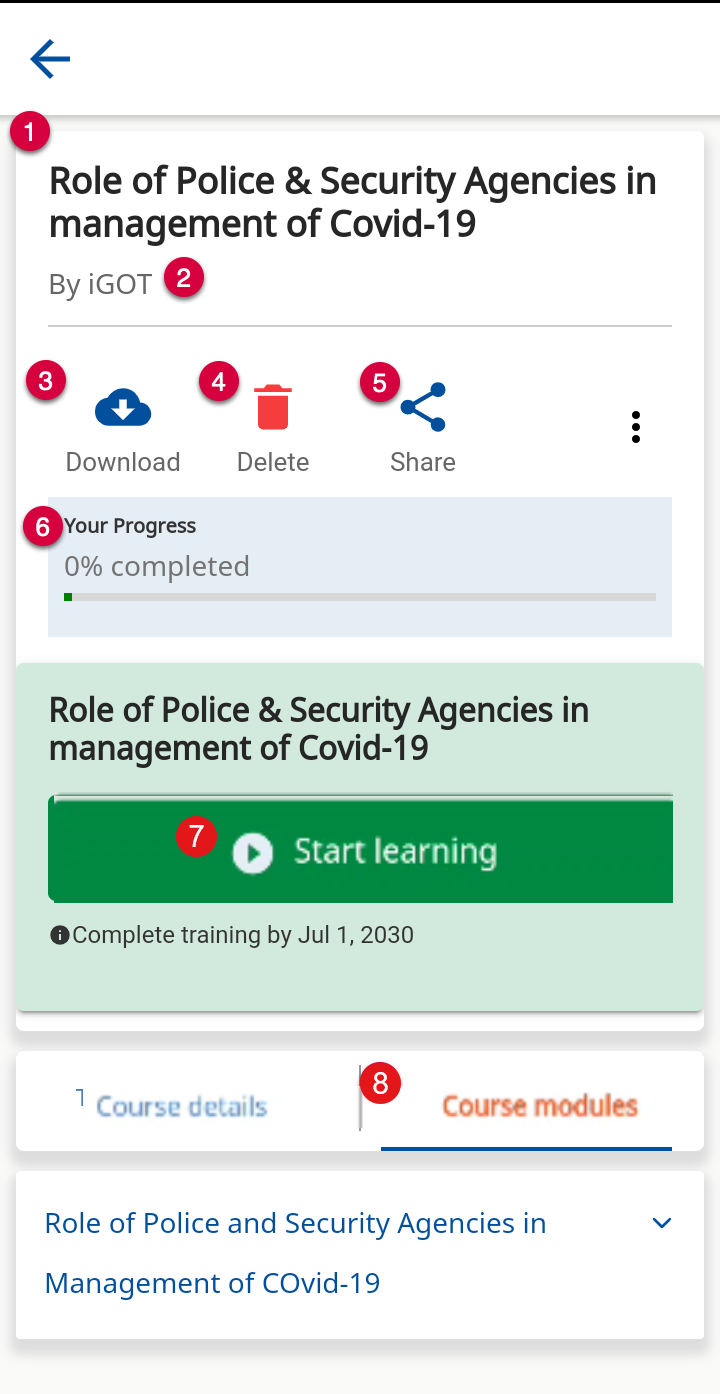 1
Role of Police & Security Agencies in
management of Covid-19
By iGOT 2
3 4 5
Download Delete Share
6 Your Progress
0% completed
Role of Police & Security Agencies in
management of Covid-19
7 Start learning
Complete training by Jul 1, 2030
8
Course details Course modules
Role of Police and Security Agencies in
Management of COvid-19